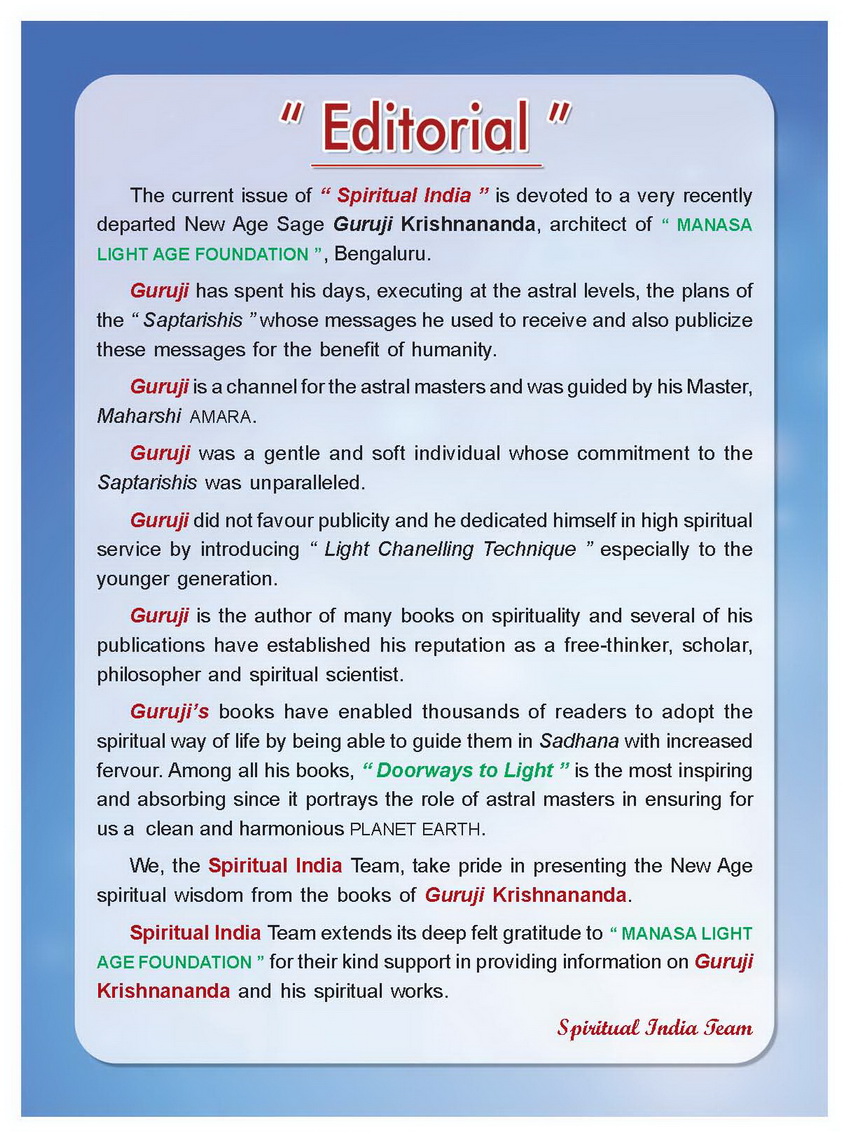 “ Editorial ”
The current issue of “ Spiritual India ” is devoted to a very recently
departed New Age Sage Guruji Krishnananda, architect of “ MANASA
LIGHT AGE FOUNDATION ”, Bengaluru.
Guruji has spent his days, executing at the astral levels, the plans of
the “ Saptarishis ” whose messages he used to receive and also publicize
these messages for the benefit of humanity.
Guruji is a channel for the astral masters and was guided by his Master,
Maharshi AMARA.
Guruji was a gentle and soft individual whose commitment to the
Saptarishis was unparalleled.
Guruji did not favour publicity and he dedicated himself in high spiritual
service by introducing “ Light Chanelling Technique ” especially to the
younger generation.
Guruji is the author of many books on spirituality and several of his
publications have established his reputation as a free-thinker, scholar,
philosopher and spiritual scientist.
Guruji’s books have enabled thousands of readers to adopt the
spiritual way of life by being able to guide them in Sadhana with increased
fervour. Among all his books, “ Doorways to Light ” is the most inspiring
and absorbing since it portrays the role of astral masters in ensuring for
us a clean and harmonious PLANET EARTH.
We, the Spiritual India Team, take pride in presenting the New Age
spiritual wisdom from the books of Guruji Krishnananda.
Spiritual India Team extends its deep felt gratitude to “ MANASA LIGHT
AGE FOUNDATION ” for their kind support in providing information on Guruji
Krishnananda and his spiritual works.
Spiritual India Team